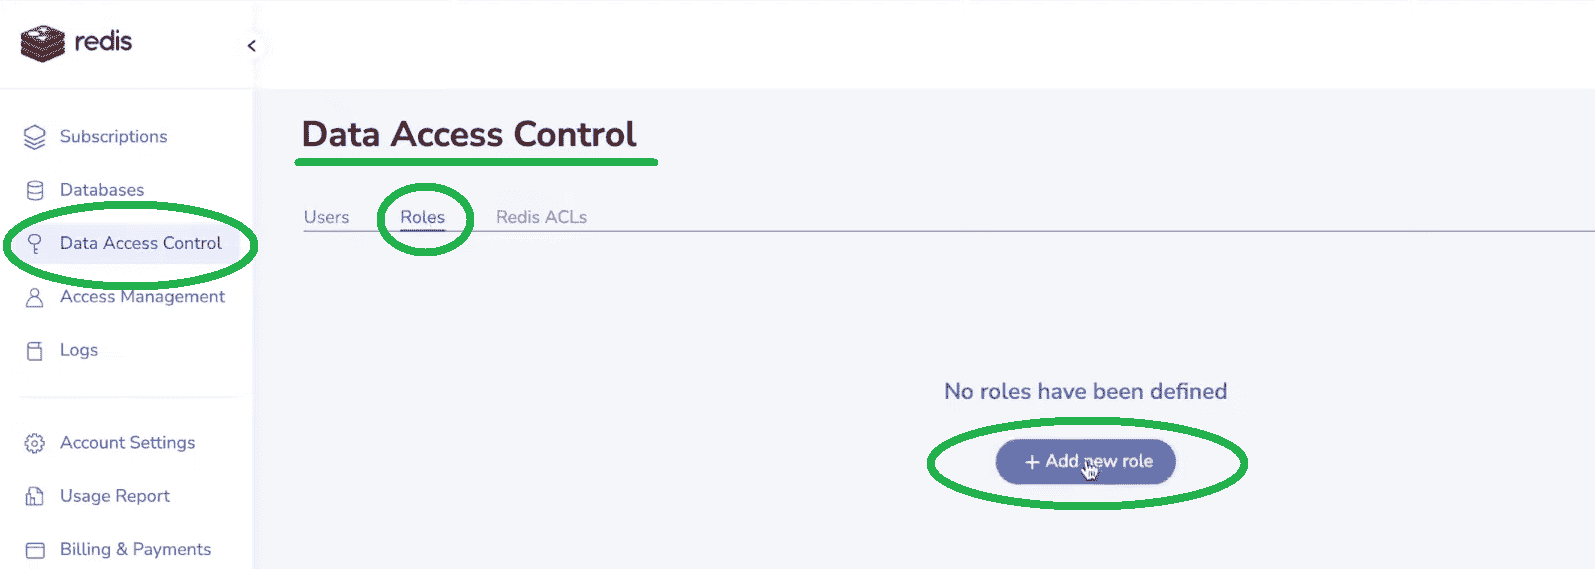 redis
Subscriptions
Databases
Data Access Control
Access Management
Logs
Account Settings
Usage Report
Billing & Payments
Data Access Control
Users
Roles
Redis ACLs
No roles have been defined
+ Add new role